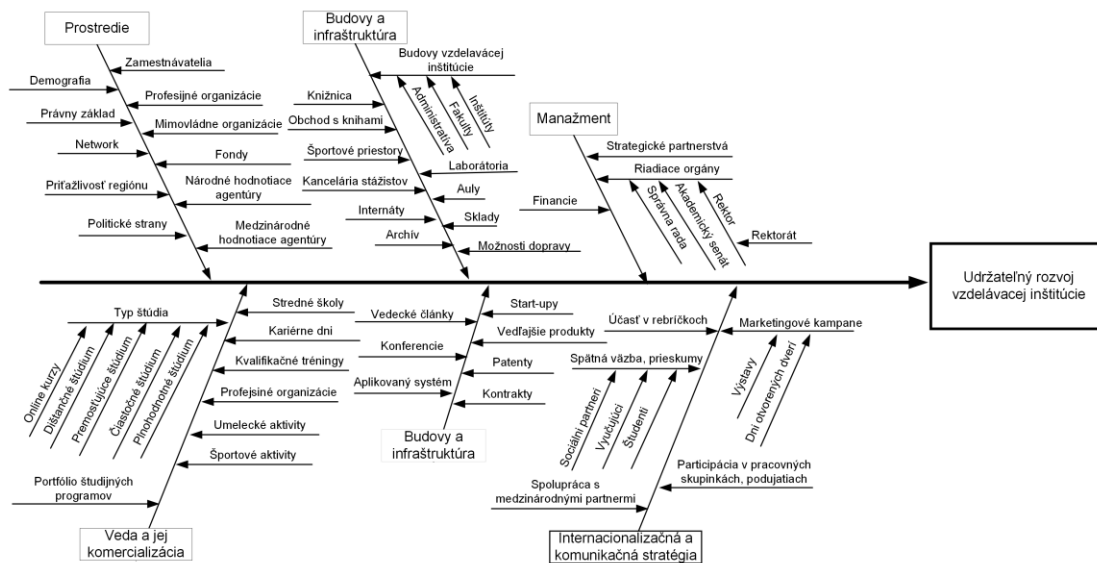 Prostredie
Zamestnávatelia
Demografia
Profesijné organizácie
Právny základ
Mimovládne organizácie
Network
Fondy
Priťažlivosť regiónu
Národné hodnotiace
agentúry
Politické strany
Medzinárodné
hodnotiace agentúry
Budovy a
infraštruktúra
Budovy vzdelavácej
inštitúcie
Administratíva
Fakulty
Inštitúty
Knižnica
Obchod s knihami
Športové priestory
Laborátoria
Kancelária stážistov
Auly
Internáty
Sklady
Archív
Možnosti dopravy
Manažment
Strategické partnerstvá
Riadiace orgány
Správna rada
Akademický senát
Rektor
Rektorát
Financie
Udržateľný rozvoj
vzdelávacej inštitúcie
Typ štúdia
Online kurzy
Dištančné štúdium
Premosťujúce štúdium
Čiastočné štúdium
Plnohodnotné štúdium
Stredné školy
Kariérne dni
Kvalifikačné tréningy
Profejsiné organizácie
Umelecké aktivity
Športové aktivity
Portfólio študijných
programov
Veda a jej
komercializácia
Start-upy
Vedecké články
Vedľajšie produkty
Konferencie
Patenty
Aplikovaný systém
Kontrakty
Budovy a
infraštruktúra
Účasť v rebríčkoch
Marketingové kampane
Spätná väzba, prieskumy
Sociálni partneri
Vyučujúci
Študenti
Výstavy
Dni otvorených dverí
Participácia v pracovných
skupinkách, podujatiach
Spolupráca s
medzinárodnými partnermi
Internacionalizačná a
komunikačná stratégia